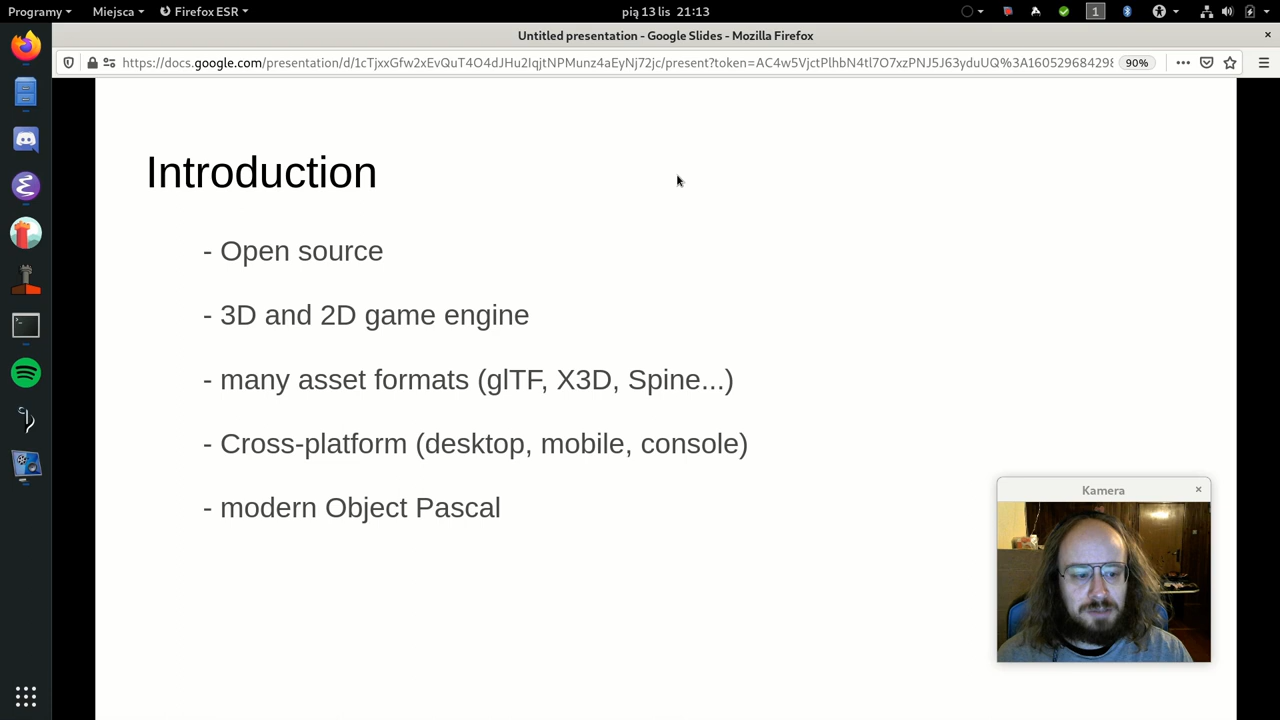 Programy Miejsca Firefox ESR pią 13 lis 21:13 1
Untitled presentation - Google Slides - Mozilla Firefox ×
https://docs.google.com/presentation/d/1cTjxxGfw2xEvQuT4O4dJHu2IqjtNPMunz4aEyNj72jc/present?token=AC4w5VjctPlhbN4tl7O7xzPNJ5J63yduUQ%3A160529684298 90%
Introduction
- Open source
- 3D and 2D game engine
- many asset formats (glTF, X3D, Spine...)
- Cross-platform (desktop, mobile, console)
- modern Object Pascal
Kamera ×